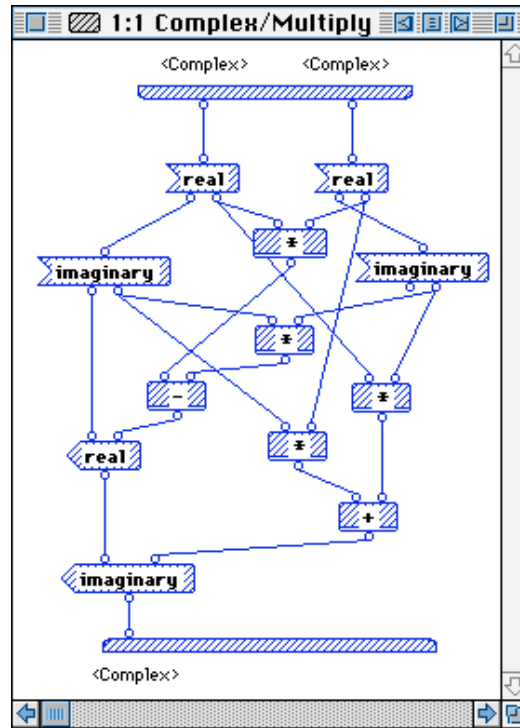 1:1 Complex/Multiply
<Complex> <Complex>
real real
*
imaginary imaginary
*
- *
*
real
+
imaginary
<Complex>